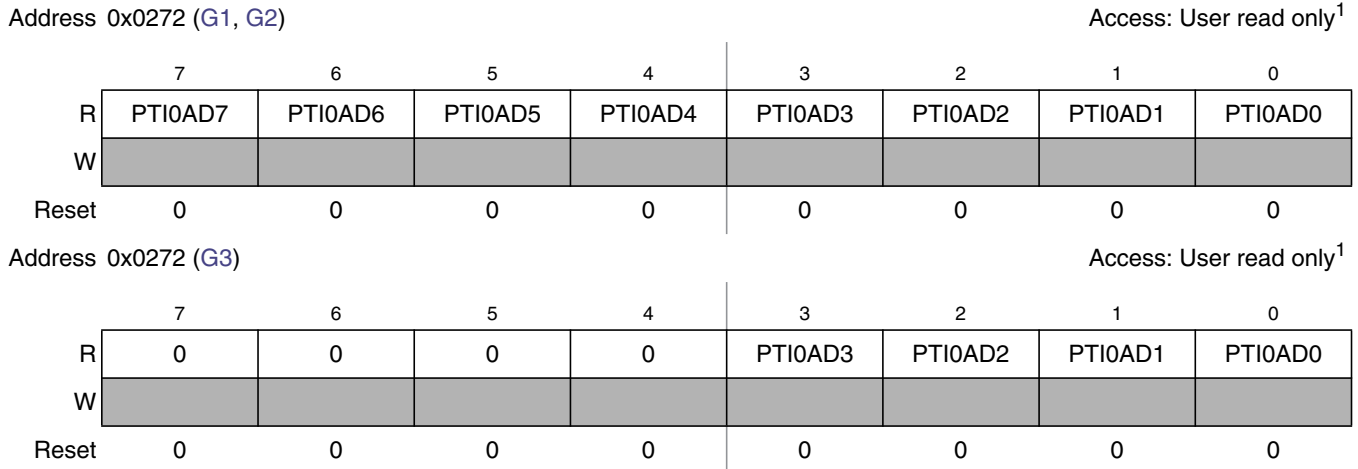 Address 0x0272 (G1, G2) Access: User read only1
7 6 5 4 3 2 1 0
R PTI0AD7 PTI0AD6 PTI0AD5 PTI0AD4 PTI0AD3 PTI0AD2 PTI0AD1 PTI0AD0
W
Reset 0 0 0 0 0 0 0 0
Address 0x0272 (G3) Access: User read only1
7 6 5 4 3 2 1 0
R 0 0 0 0 PTI0AD3 PTI0AD2 PTI0AD1 PTI0AD0
W
Reset 0 0 0 0 0 0 0 0